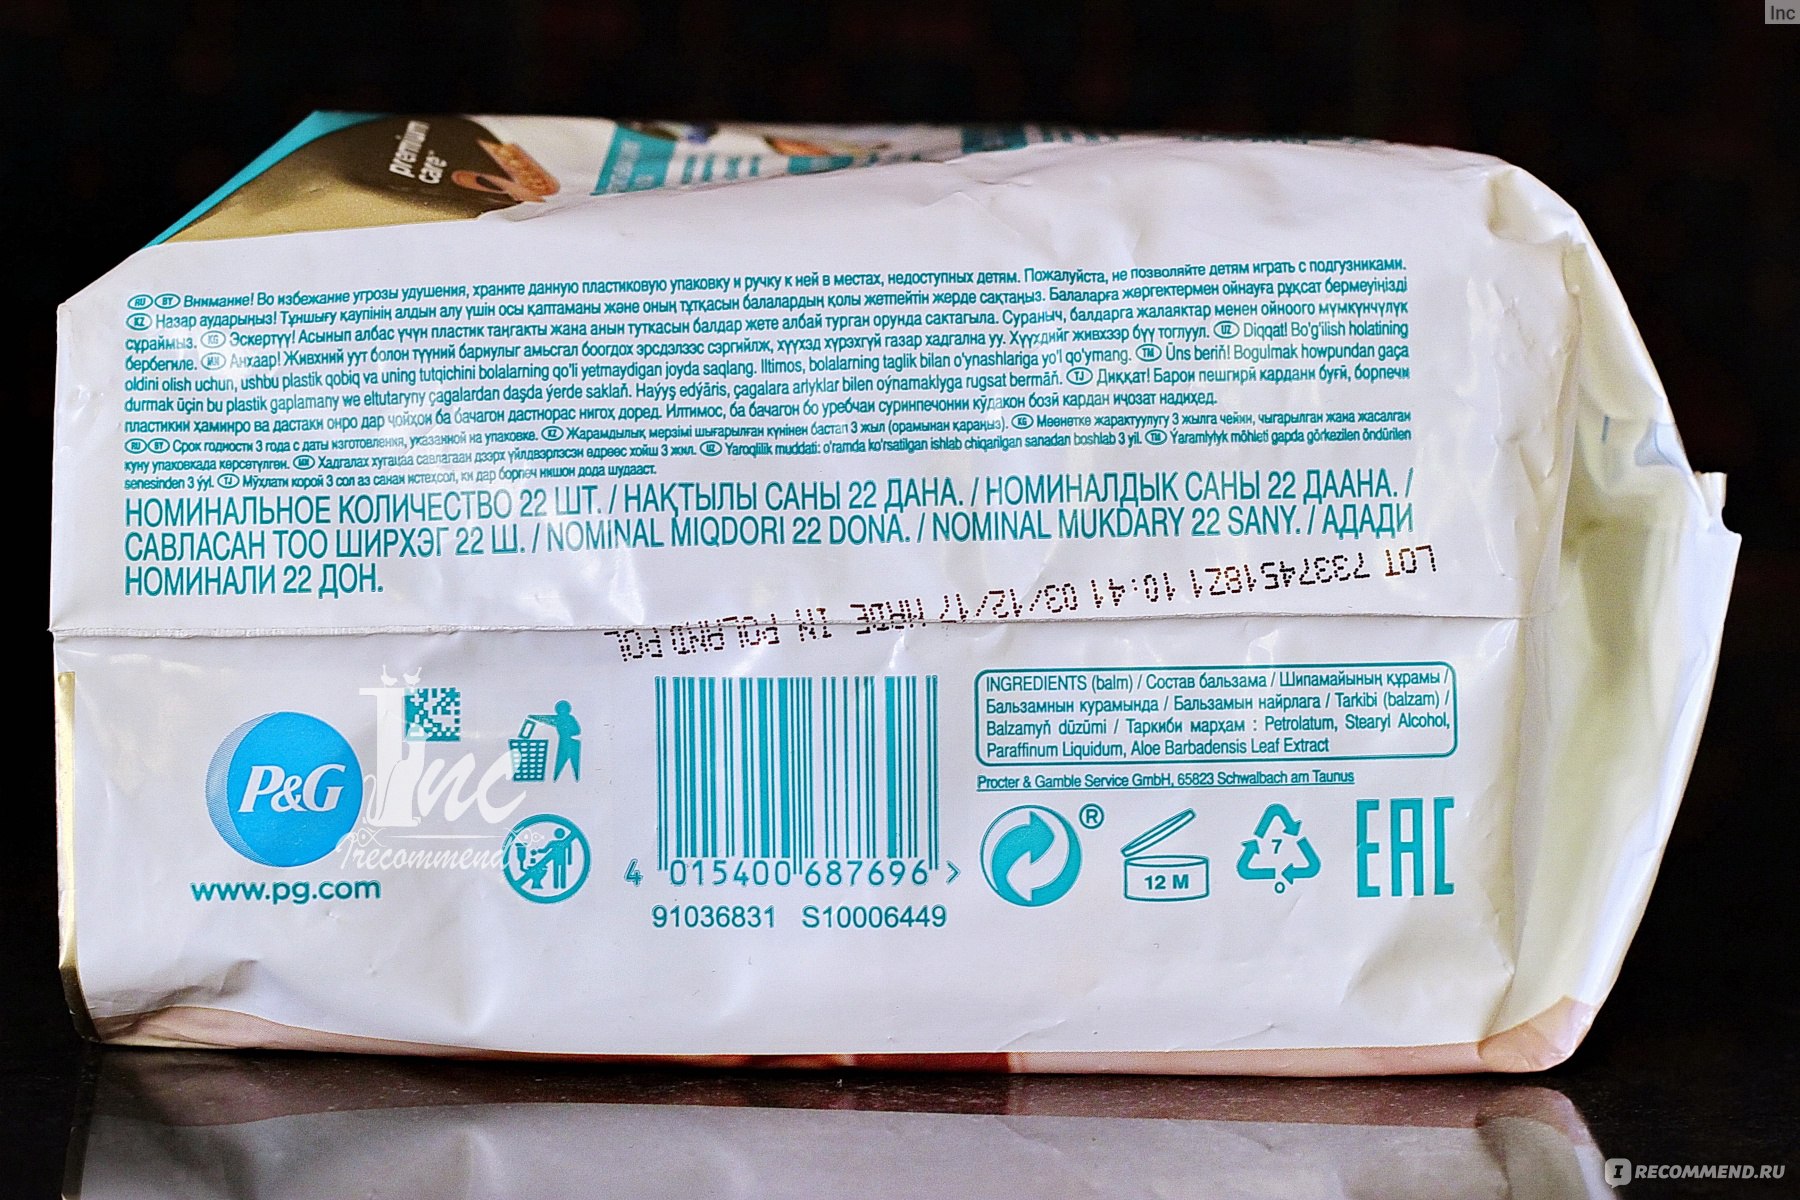 Inc
premium
care
RU BY Внимание! Во избежание угрозы удушения, храните данную пластиковую упаковку и ручку к ней в местах, недоступных детям. Пожалуйста, не позволяйте детям играть с подгузниками.
KZ Назар аударыңыз! Тұншығу қаупінің алдын алу үшін осы қаптаманы және оның тұтқасын балалардың қолы жетпейтін жерде сақтаңыз. Балаларға жөргектермен ойнауға рұқсат бермеуіңізді
сұраймыз. KG Эскертүү! Асынып албас үчүн пластик таңгакты жана анын туткасын балдар жете албай турган орунда сактагыла. Сураныч, балдарга жалаяктар менен ойноого мүмкүнчүлүк
бербегиле. MN Анхаар! Живхний уут болон түүний бариулыг амьсгал боогдох эрсдэлээс сэргийлж, хүүхэд хүрэхгүй газар хадгална уу. Хүүхдийг живхээр бүү тоглуул. UZ Diqqat! Bo'g'ilish holatining
oldini olish uchun, ushbu plastik qobiq va uning tutqichini bolalarning qo'li yetmaydigan joyda saqlang. Iltimos, bolalarning taglik bilan o'ynashlariga yo'l qo'ymang. TM Üns beriň! Bogulmak howpundan gaça
durmak üçin bu plastik gaplamany we eltutaryny çagalardan daşda ýerde saklaň. Haýyş edýäris, çagalara arlyklar bilen oýnamaklyga rugsat bermäň. TJ Диққат! Барои пешгирӣ кардани буғӣ, борпечи
пластикии ҳаминро ва дастаки онро дар ҷойҳои ба бачагон дастнорас нигоҳ доред. Илтимос, ба бачагон бо уребчаи суринпечонии кӯдакон бозӣ кардан иҷозат надиҳед.
RU BY Срок годности 3 года с даты изготовления, указанной на упаковке. KZ Жарамдылық мерзімі шығарылған күнінен бастап 3 жыл (орамынан қараңыз). KG Мөөнөткө жарактуулугу 3 жылга чейин, чыгарылган жана жасалган
күнү упаковкада көрсөтүлгөн. MN Хадгалах хугацаа савлагаан дээрх үйлдвэрлэсэн өдрөөс хойш 3 жил. UZ Yaroqlilik muddati: o'ramda ko'rsatilgan ishlab chiqarilgan sanadan boshlab 3 yil. TM Ýaramlylyk möhleti gapda görkezilen öndürilen
senesinden 3 ýyl. TJ Мӯҳлати корой 3 сол аз санаи истеҳсол, ки дар борпеч нишон дода шудааст.
НОМИНАЛЬНОЕ КОЛИЧЕСТВО 22 ШТ. / НАҚТЫЛЫ САНЫ 22 ДАНА. / НОМИНАЛДЫК САНЫ 22 ДААНА. /
САВЛАСАН ТОО ШИРХЭГ 22 Ш. / NOMINAL MIQDORI 22 DONA. / NOMINAL MUKDARY 22 SANY. / АДАДИ
НОМИНАЛИ 22 ДОН.
LOT 73374518Z1 10:41 03/12/17 MADE IN POLAND POL
INGREDIENTS (balm) / Состав бальзама / Шипамайының құрамы /
Бальзамнын курамында / Бальзамын найрлага / Tarkibi (balzam) /
Balzamyň düzümi / Таркиби марҳам : Petrolatum, Stearyl Alcohol,
Paraffinum Liquidum, Aloe Barbadensis Leaf Extract
Procter & Gamble Service GmbH, 65823 Schwalbach am Taunus
P&G
www.pg.com
Inc
Irecommend
4 015400 687696 >
91036831 S10006449
®
12 M
7
O
EAC
IRECOMMEND.RU